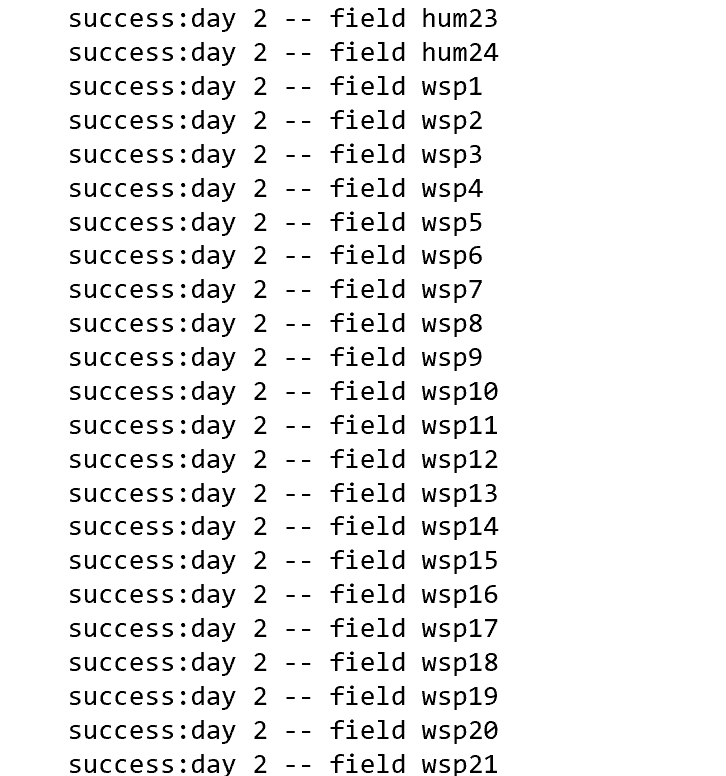 success:day 2 -- field hum23
success:day 2 -- field hum24
success:day 2 -- field wsp1
success:day 2 -- field wsp2
success:day 2 -- field wsp3
success:day 2 -- field wsp4
success:day 2 -- field wsp5
success:day 2 -- field wsp6
success:day 2 -- field wsp7
success:day 2 -- field wsp8
success:day 2 -- field wsp9
success:day 2 -- field wsp10
success:day 2 -- field wsp11
success:day 2 -- field wsp12
success:day 2 -- field wsp13
success:day 2 -- field wsp14
success:day 2 -- field wsp15
success:day 2 -- field wsp16
success:day 2 -- field wsp17
success:day 2 -- field wsp18
success:day 2 -- field wsp19
success:day 2 -- field wsp20
success:day 2 -- field wsp21